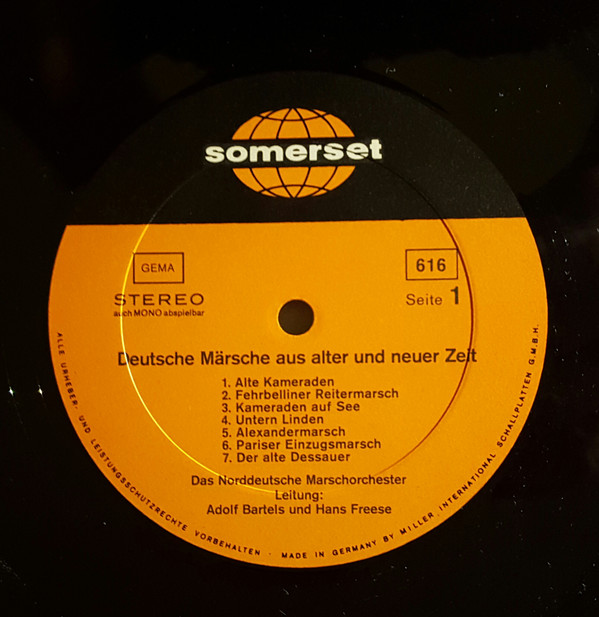 somerset
GEMA
616
STEREO
auch MONO abspielbar
Seite 1
Deutsche Märsche aus alter und neuer Zeit
1. Alte Kameraden
2. Fehrbelliner Reitermarsch
3. Kameraden auf See
4. Untern Linden
5. Alexandermarsch
6. Pariser Einzugsmarsch
7. Der alte Dessauer
Das Norddeutsche Marschorchester
Leitung:
Adolf Bartels und Hans Freese
ALLE URHEBER- UND LEISTUNGSSCHUTZRECHTE VORBEHALTEN · MADE IN GERMANY BY MILLER INTERNATIONAL SCHALLPLATTEN G.M.B.H.